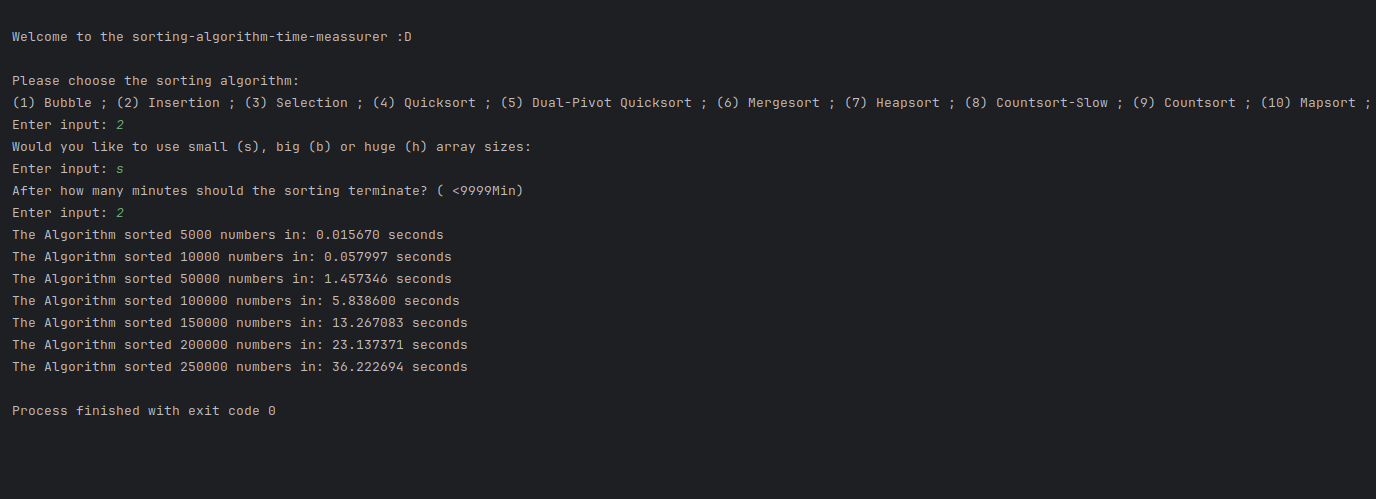 Welcome to the sorting-algorithm-time-meassurer :D
Please choose the sorting algorithm:
(1) Bubble ; (2) Insertion ; (3) Selection ; (4) Quicksort ; (5) Dual-Pivot Quicksort ; (6) Mergesort ; (7) Heapsort ; (8) Countsort-Slow ; (9) Countsort ; (10) Mapsort ;
Enter input: 2
Would you like to use small (s), big (b) or huge (h) array sizes:
Enter input: s
After how many minutes should the sorting terminate? ( <9999Min)
Enter input: 2
The Algorithm sorted 5000 numbers in: 0.015670 seconds
The Algorithm sorted 10000 numbers in: 0.057997 seconds
The Algorithm sorted 50000 numbers in: 1.457346 seconds
The Algorithm sorted 100000 numbers in: 5.838600 seconds
The Algorithm sorted 150000 numbers in: 13.267083 seconds
The Algorithm sorted 200000 numbers in: 23.137371 seconds
The Algorithm sorted 250000 numbers in: 36.222694 seconds
Process finished with exit code 0